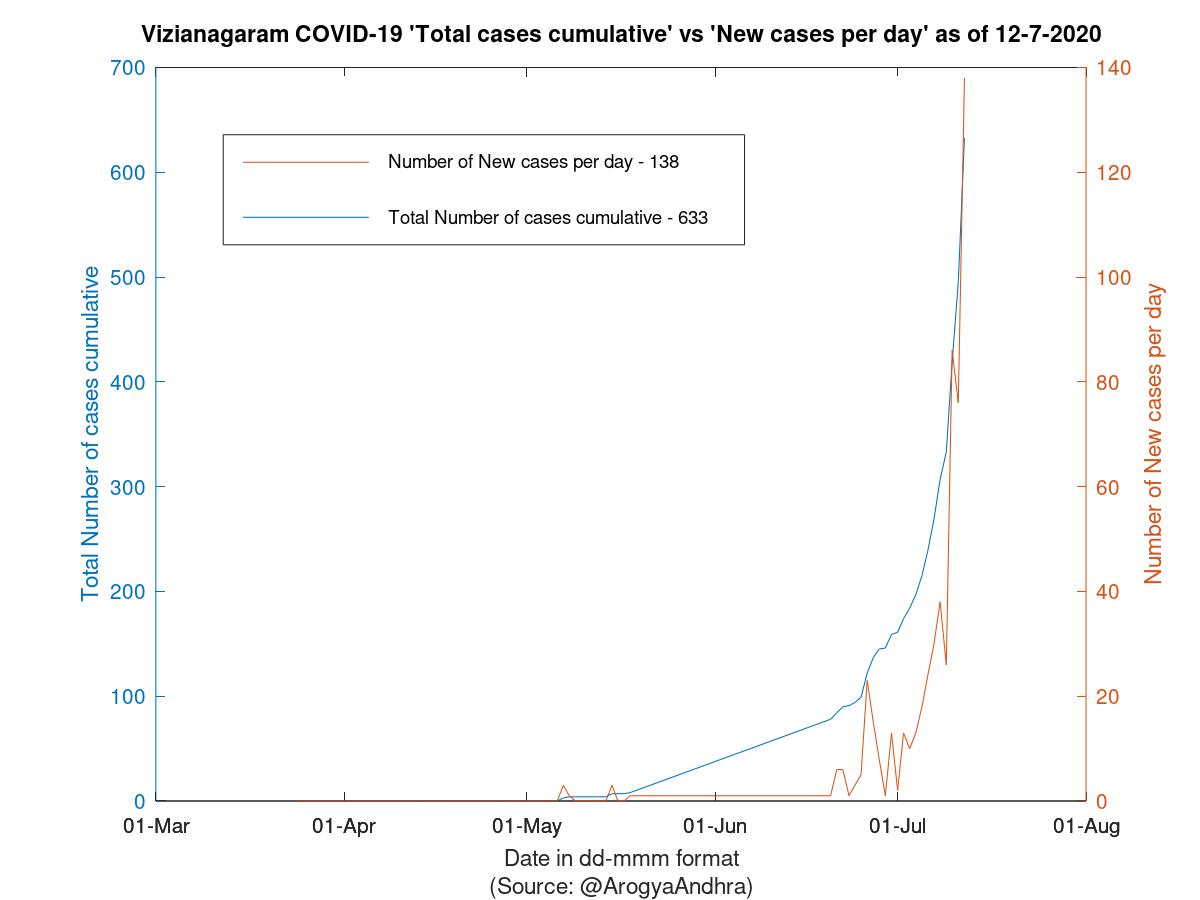 Vizianagaram COVID-19 'Total cases cumulative' vs 'New cases per day' as of 12-7-2020
700
600
500
400
300
200
100
0
Total Number of cases cumulative
Number of New cases per day - 138
Total Number of cases cumulative - 633
140
120
100
80
60
40
20
0
Number of New cases per day
01-Mar 01-Apr 01-May 01-Jun 01-Jul 01-Aug
Date in dd-mmm format
(Source: @ArogyaAndhra)